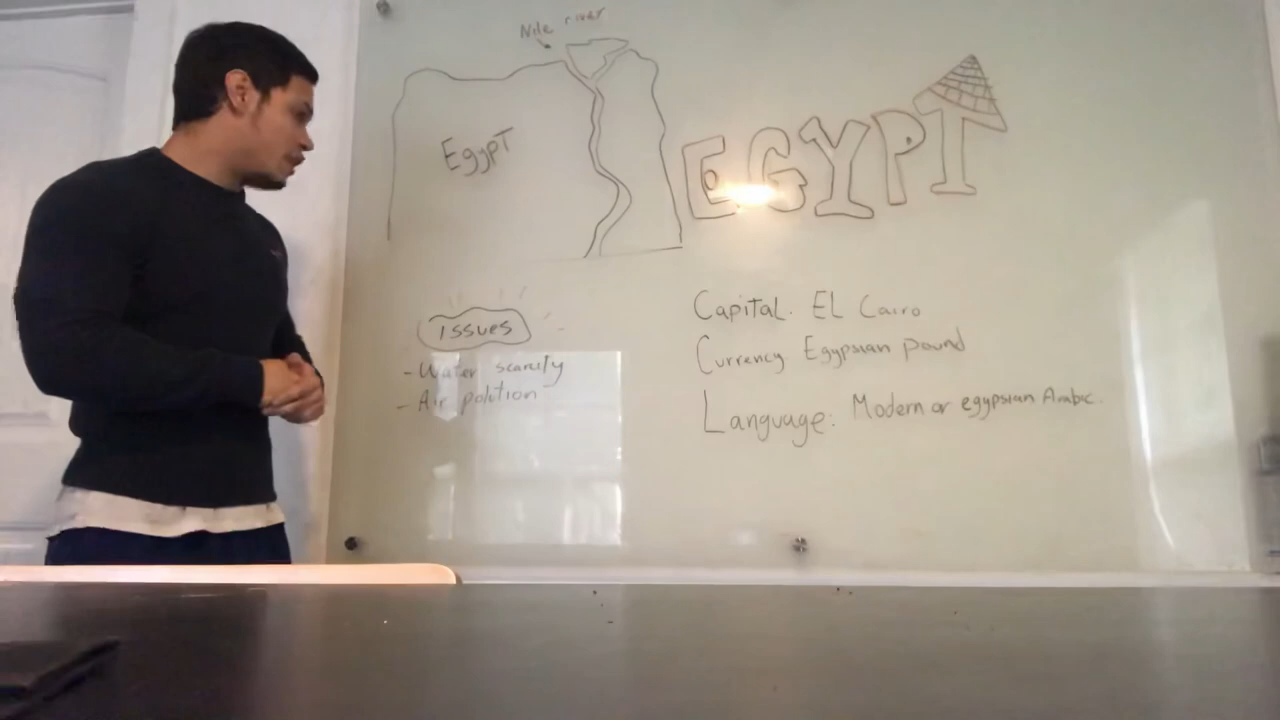 Nile river
Egypt
EGYPT
Issues
- Water scarsity
- Air polution
Capital. EL Cairo
Currency Egypsian pound
Language: Modern or egypsian Arabic.